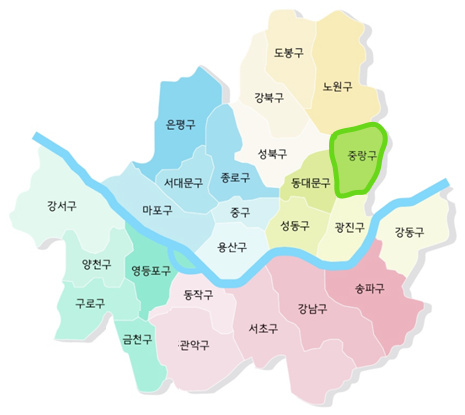 도봉구
노원구
강북구
은평구
성북구
중랑구
종로구
서대문구
동대문구
강서구
마포구
중구
성동구
광진구
강동구
용산구
양천구
영등포구
동작구
송파구
구로구
강남구
서초구
금천구
관악구